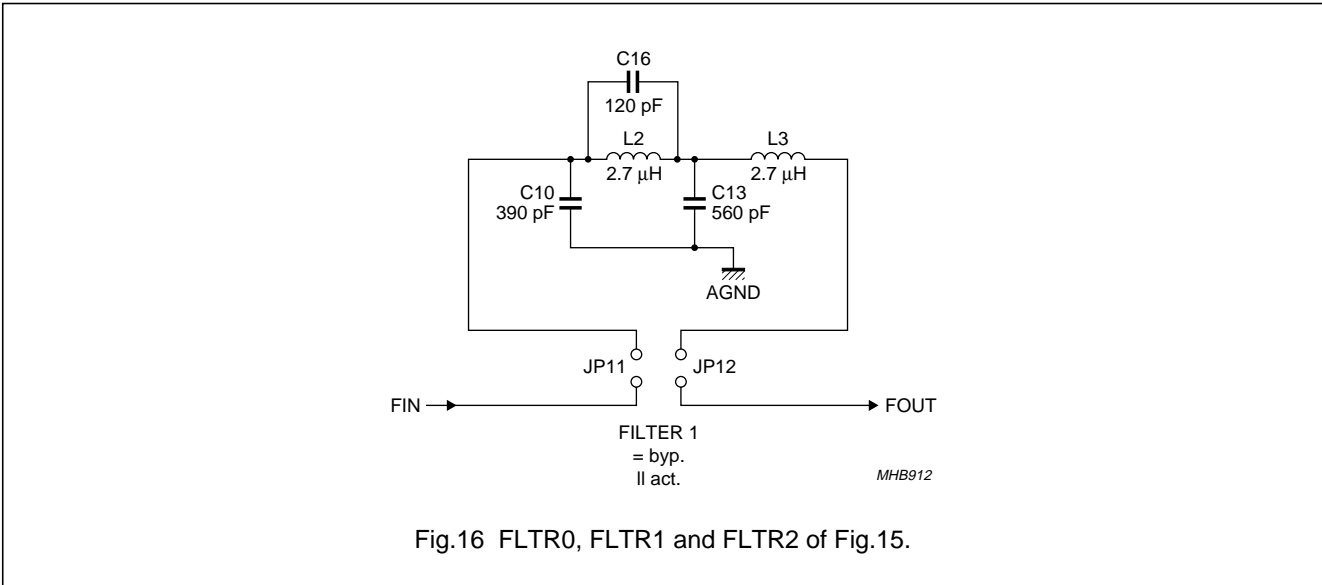 C16
120 pF
L2
2.7 μH
L3
2.7 μH
C10
390 pF
C13
560 pF
AGND
JP11
JP12
FIN
FOUT
FILTER 1
= byp.
ll act.
MHB912
Fig.16 FLTR0, FLTR1 and FLTR2 of Fig.15.